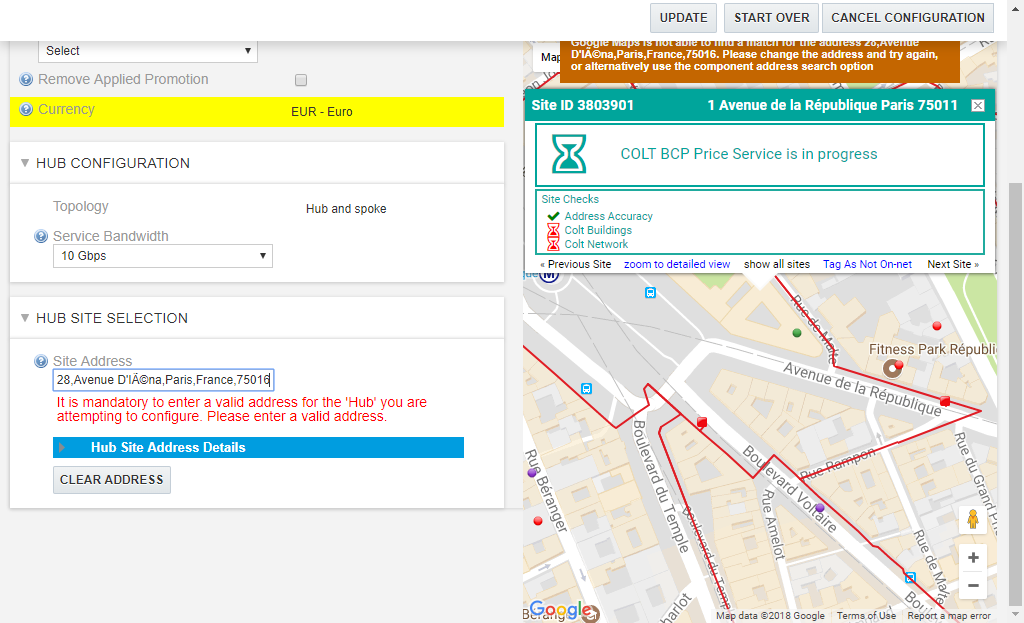 UPDATE START OVER CANCEL CONFIGURATION
Select
Remove Applied Promotion
Currency EUR - Euro
HUB CONFIGURATION
Topology Hub and spoke
Service Bandwidth
10 Gbps
HUB SITE SELECTION
Site Address
28,Avenue D'IÃ©na,Paris,France,75016
It is mandatory to enter a valid address for the 'Hub' you are
attempting to configure. Please enter a valid address.
Hub Site Address Details
CLEAR ADDRESS
Map
Google Maps is not able to find a match for the address 28,Avenue
D'IÃ©na,Paris,France,75016. Please change the address and try again,
or alternatively use the component address search option
Site ID 3803901 1 Avenue de la République Paris 75011
COLT BCP Price Service is in progress
Site Checks
Address Accuracy
Colt Buildings
Colt Network
« Previous Site zoom to detailed view show all sites Tag As Not On-net Next Site »
M
Rue de Malte
Fitness Park Républi
Avenue de la République
Boulevard du Temple
Boulevard Voltaire
Rue Rampon
Rue du Grand Pri
Rue Béranger
Rue Amelot
Boulevard du Temp
Rue de Malte
Boul
Google
Map data ©2018 Google Terms of Use Report a map error